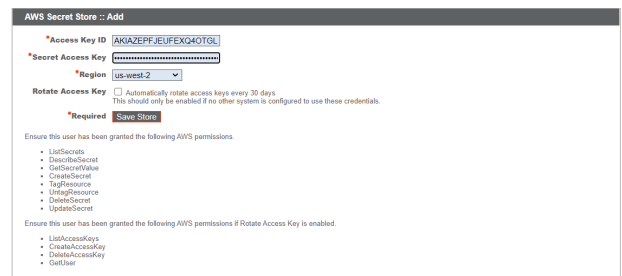 AWS Secret Store :: Add
*Access Key ID AKIAZEPFJEUFEXQ4OTGL
*Secret Access Key ••••••••••••••••••••••••••••••••••••••••
*Region us-west-2
Rotate Access Key Automatically rotate access keys every 30 days
This should only be enabled if no other system is configured to use these credentials.
*Required Save Store
Ensure this user has been granted the following AWS permissions.
• ListSecrets
• DescribeSecret
• GetSecretValue
• CreateSecret
• TagResource
• UntagResource
• DeleteSecret
• UpdateSecret
Ensure this user has been granted the following AWS permissions if Rotate Access Key is enabled.
• ListAccessKeys
• CreateAccessKey
• DeleteAccessKey
• GetUser